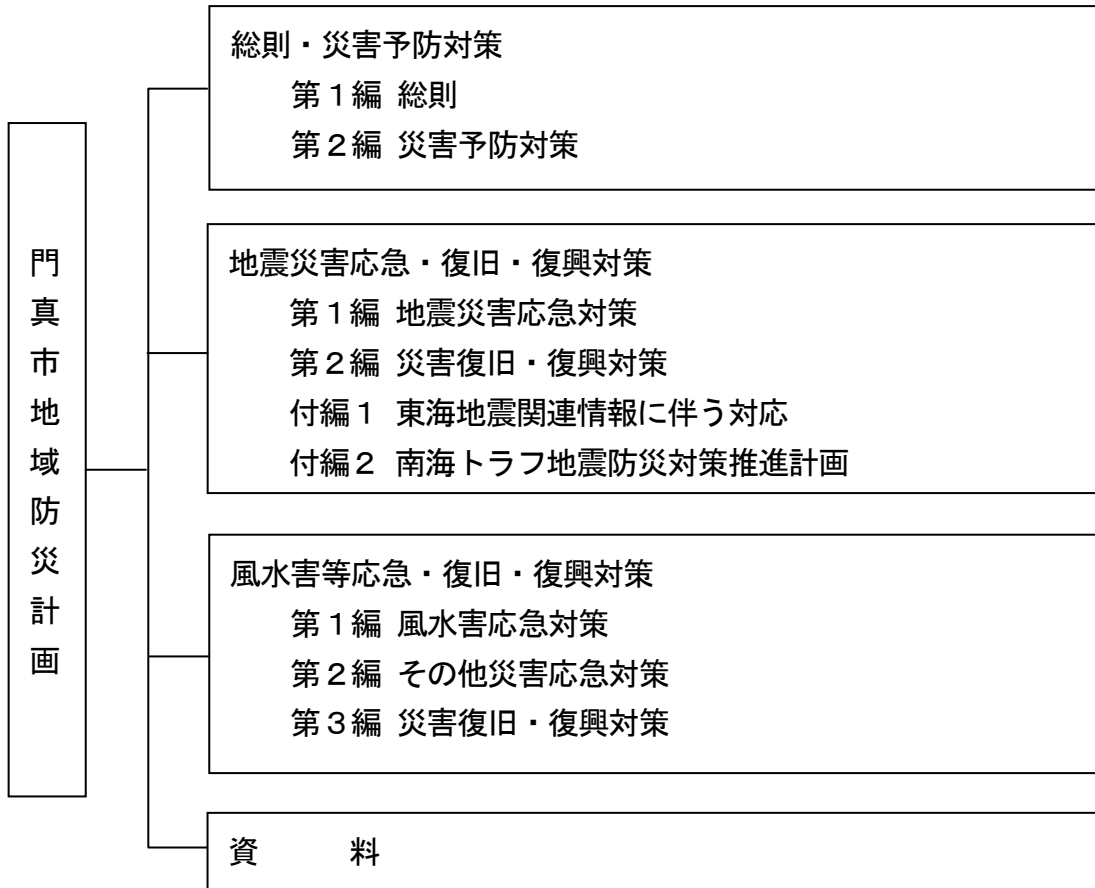 門真市地域防災計画
総則・災害予防対策
第1編 総則
第2編 災害予防対策
地震災害応急・復旧・復興対策
第1編 地震災害応急対策
第2編 災害復旧・復興対策
付編1 東海地震関連情報に伴う対応
付編2 南海トラフ地震防災対策推進計画
風水害等応急・復旧・復興対策
第1編 風水害応急対策
第2編 その他災害応急対策
第3編 災害復旧・復興対策
資 料